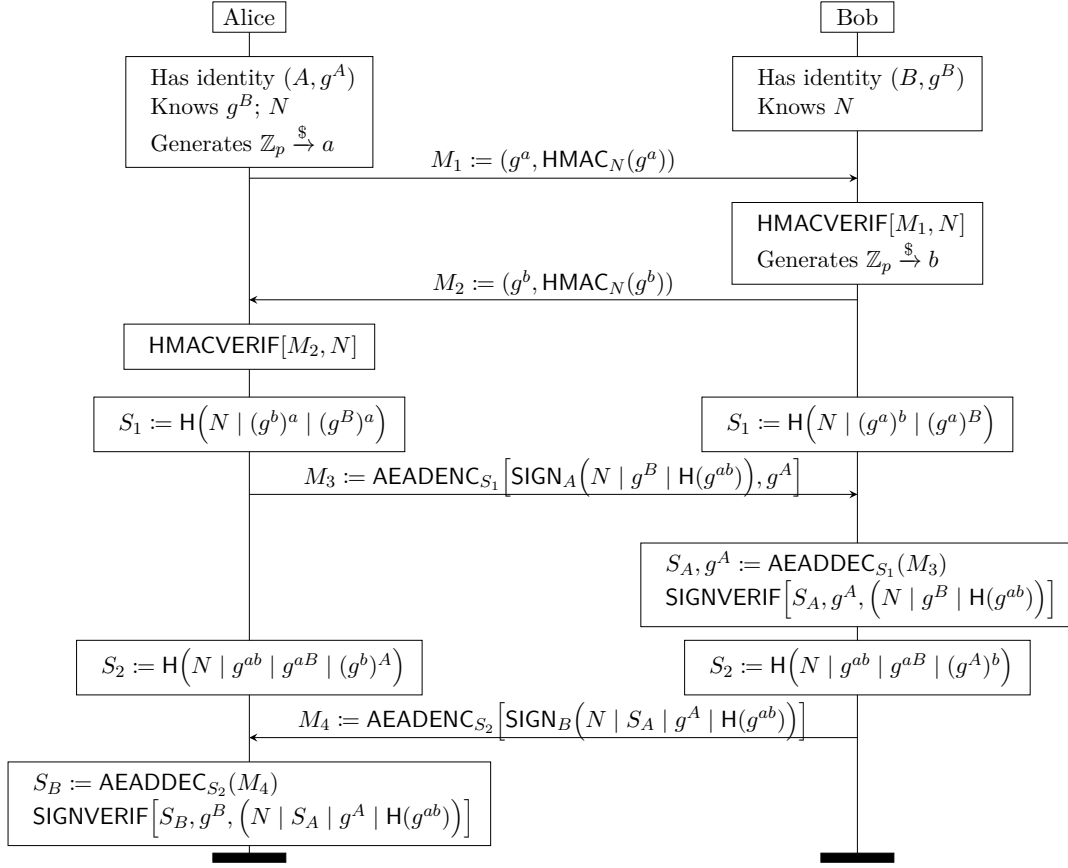 Alice
Bob
Has identity (A, g^A)
Knows g^B; N
Generates ℤ_p →^$ a
Has identity (B, g^B)
Knows N
M_1 := (g^a, HMAC_N(g^a))
HMACVERIF[M_1, N]
Generates ℤ_p →^$ b
M_2 := (g^b, HMAC_N(g^b))
HMACVERIF[M_2, N]
S_1 := H(N | (g^b)^a | (g^B)^a)
S_1 := H(N | (g^a)^b | (g^a)^B)
M_3 := AEADENC_{S_1}[SIGN_A(N | g^B | H(g^{ab})), g^A]
S_A, g^A := AEADDEC_{S_1}(M_3)
SIGNVERIF[S_A, g^A, (N | g^B | H(g^{ab}))]
S_2 := H(N | g^{ab} | g^{aB} | (g^b)^A)
S_2 := H(N | g^{ab} | g^{aB} | (g^A)^b)
M_4 := AEADENC_{S_2}[SIGN_B(N | S_A | g^A | H(g^{ab}))]
S_B := AEADDEC_{S_2}(M_4)
SIGNVERIF[S_B, g^B, (N | S_A | g^A | H(g^{ab}))]